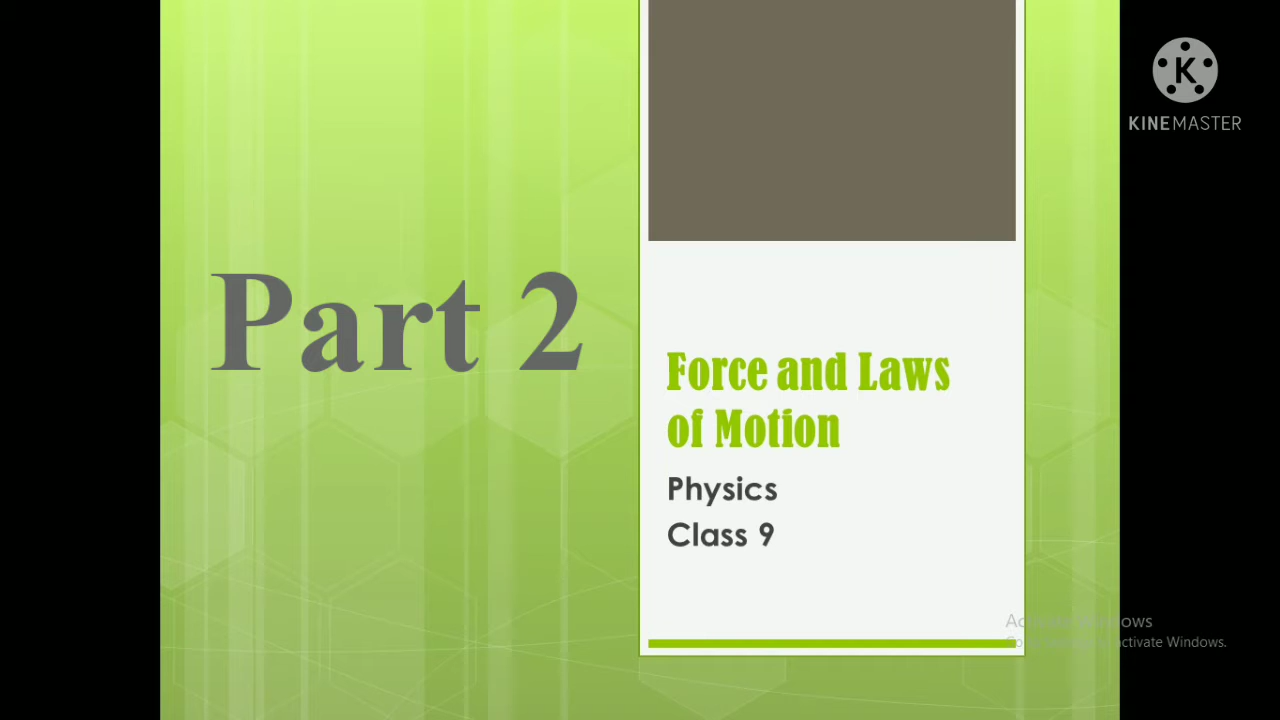 Part 2
Force and Laws
of Motion
Physics
Class 9
KINEMASTER
activate Windows.